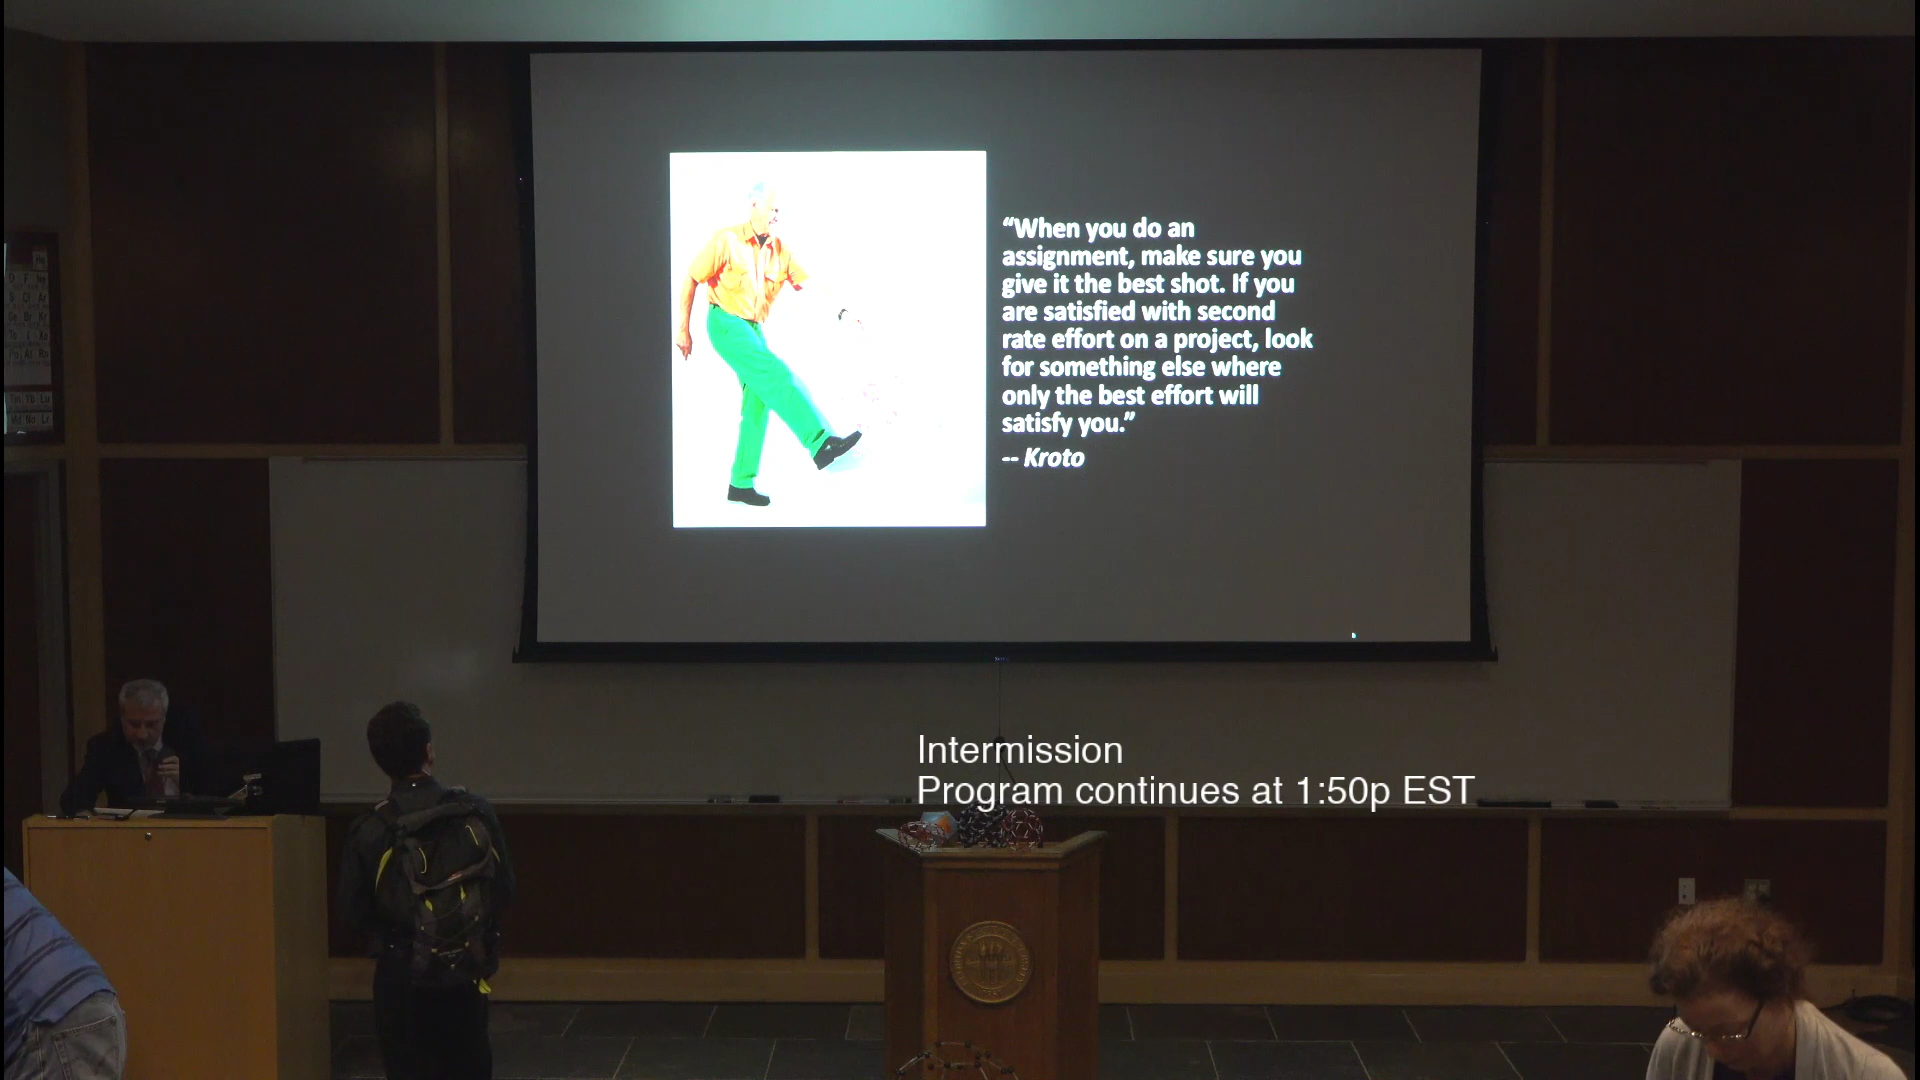 “When you do an
assignment, make sure you
give it the best shot. If you
are satisfied with second
rate effort on a project, look
for something else where
only the best effort will
satisfy you.”
-- Kroto
Intermission
Program continues at 1:50p EST